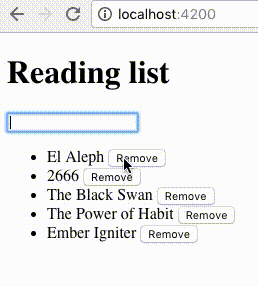 localhost:4200
Reading list
El Aleph Remove
2666 Remove
The Black Swan Remove
The Power of Habit Remove
Ember Igniter Remove